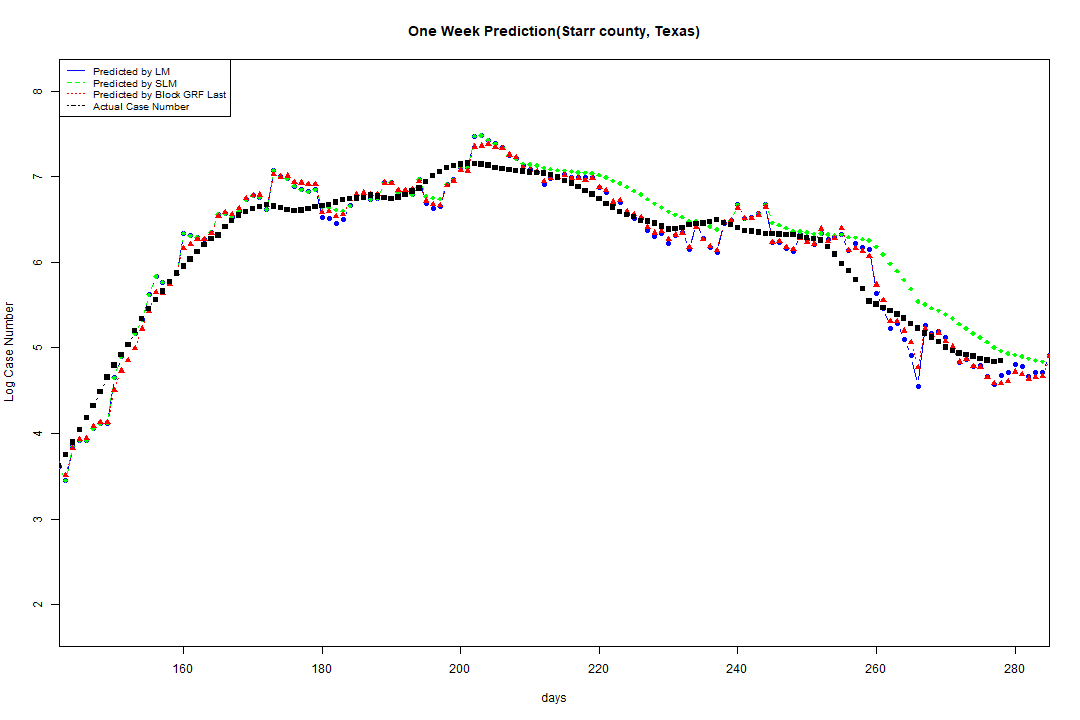 One Week Prediction(Starr county, Texas)
Predicted by LM
Predicted by SLM
Predicted by Block GRF Last
Actual Case Number
8
7
6
5
4
3
2
Log Case Number
160 180 200 220 240 260 280
days